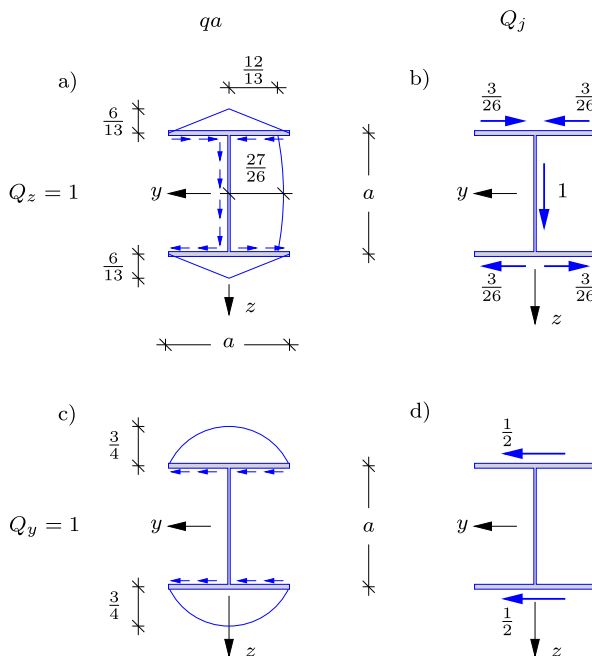 qa
Q_j
a)
12/13
6/13
27/26
Q_z = 1
y
6/13
z
a
b)
3/26
3/26
y
a
1
3/26
3/26
z
c)
3/4
Q_y = 1
y
3/4
z
d)
1/2
a
y
1/2
z